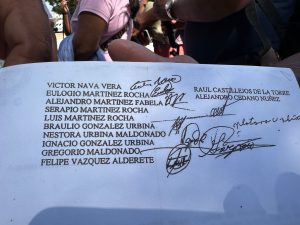 VICTOR NAVA VERA
EULOGIO MARTINEZ ROCHA
ALEJANDRO MARTINEZ FABELA
SERAPIO MARTINEZ ROCHA
LUIS MARTINEZ ROCHA
BRAULIO GONZALEZ URBINA
NESTORA URBINA MALDONADO
IGNACIO GONZALEZ URBINA
GREGORIO MALDONADO
FELIPE VAZQUEZ ALDERETE
RAUL CASTILLEJOS DE LA TORRE
ALEJANDRO CEDANO NUÑEZ